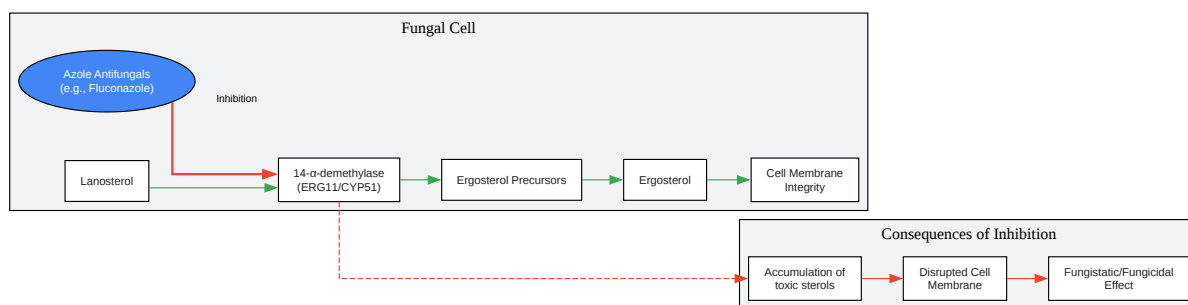 Fungal Cell
Azole Antifungals
(e.g., Fluconazole)
Inhibition
Lanosterol
14-α-demethylase
(ERG11/CYP51)
Ergosterol Precursors
Ergosterol
Cell Membrane
Integrity
Consequences of Inhibition
Accumulation of
toxic sterols
Disrupted Cell
Membrane
Fungistatic/Fungicidal
Effect